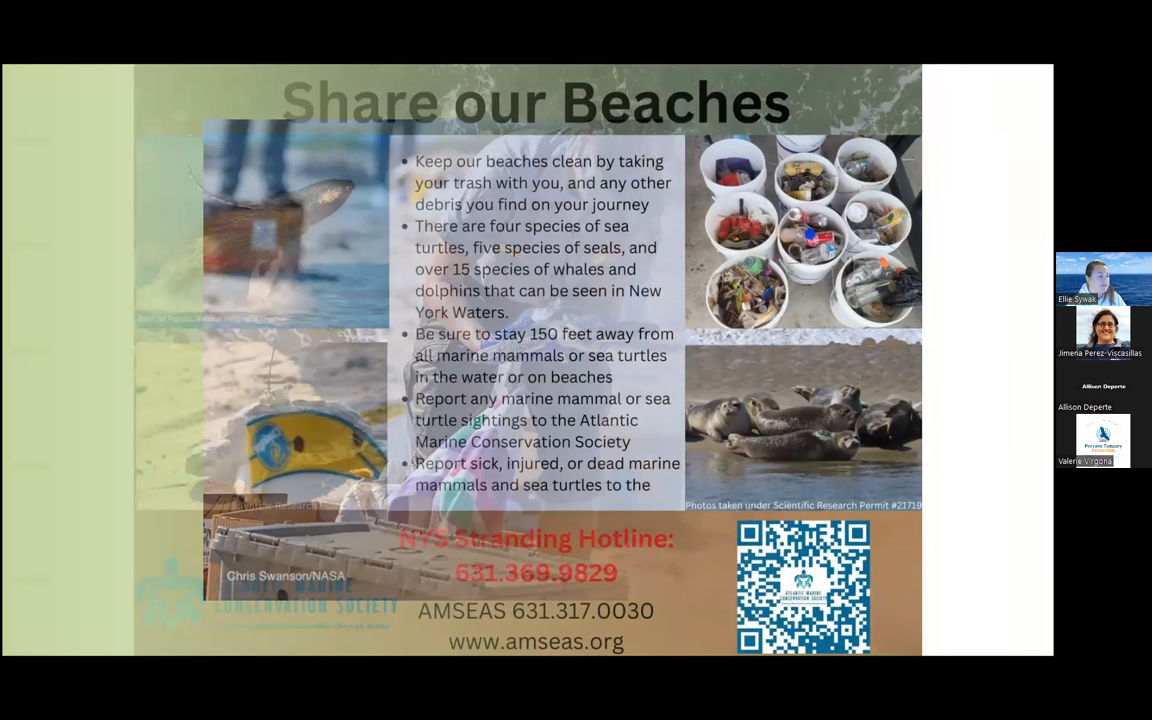 Share our Beaches
Keep our beaches clean by taking
your trash with you, and any other
debris you find on your journey
There are four species of sea
turtles, five species of seals, and
over 15 species of whales and
dolphins that can be seen in New
York Waters.
Be sure to stay 150 feet away from
all marine mammals or sea turtles
in the water or on beaches
Report any marine mammal or sea
turtle sightings to the Atlantic
Marine Conservation Society
Report sick, injured, or dead marine
mammals and sea turtles to the
Photos taken under Scientific Research Permit #21719
NYS Stranding Hotline:
631.369.9829
AMSEAS 631.317.0030
www.amseas.org
Chris Swanson/NASA
ATLANTIC MARINE
CONSERVATION SOCIETY
Ellie Sywak
Jimena Perez-Viscasillas
Allison Deperte
Allison Deperte
Valerie Virgona